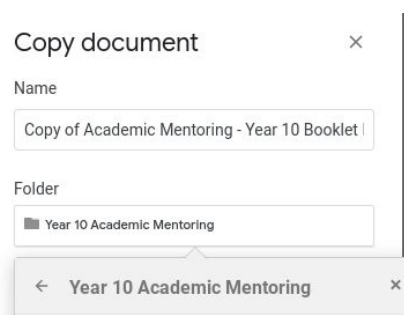 Copy document
Name
Copy of Academic Mentoring - Year 10 Booklet
Folder
Year 10 Academic Mentoring
Year 10 Academic Mentoring